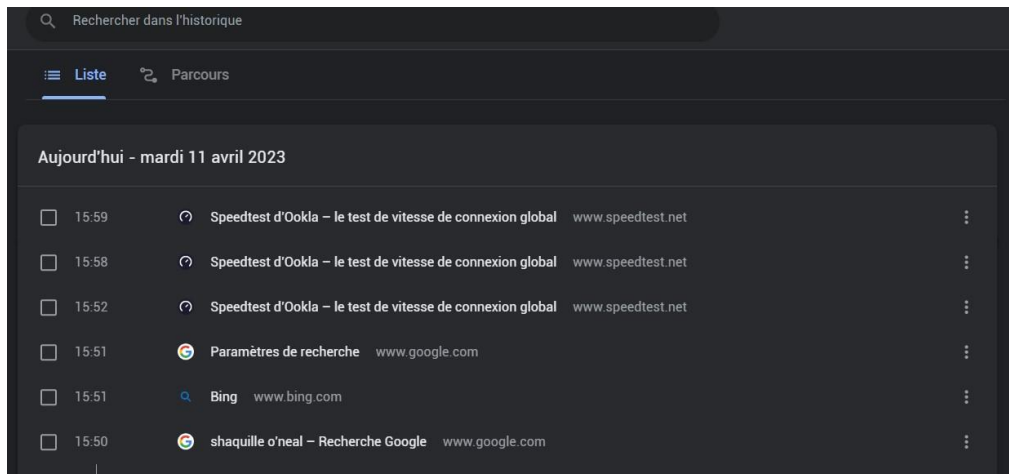 Rechercher dans l'historique
Liste Parcours
Aujourd'hui - mardi 11 avril 2023
15:59 Speedtest d'Ookla – le test de vitesse de connexion global www.speedtest.net
15:58 Speedtest d'Ookla – le test de vitesse de connexion global www.speedtest.net
15:52 Speedtest d'Ookla – le test de vitesse de connexion global www.speedtest.net
15:51 Paramètres de recherche www.google.com
15:51 Bing www.bing.com
15:50 shaquille o'neal – Recherche Google www.google.com